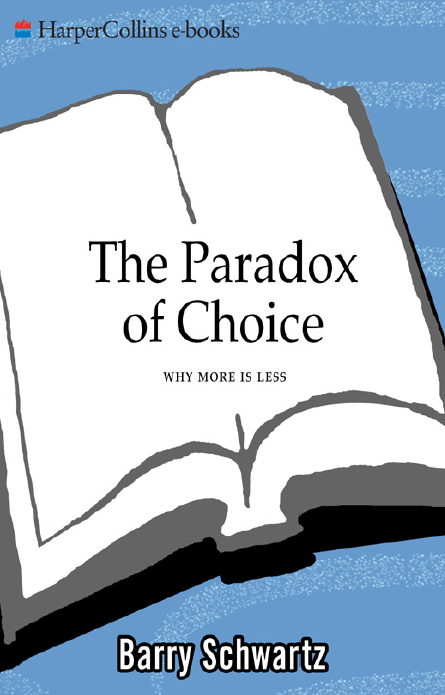 HarperCollins e-books
The Paradox
of Choice
WHY MORE IS LESS
Barry Schwartz